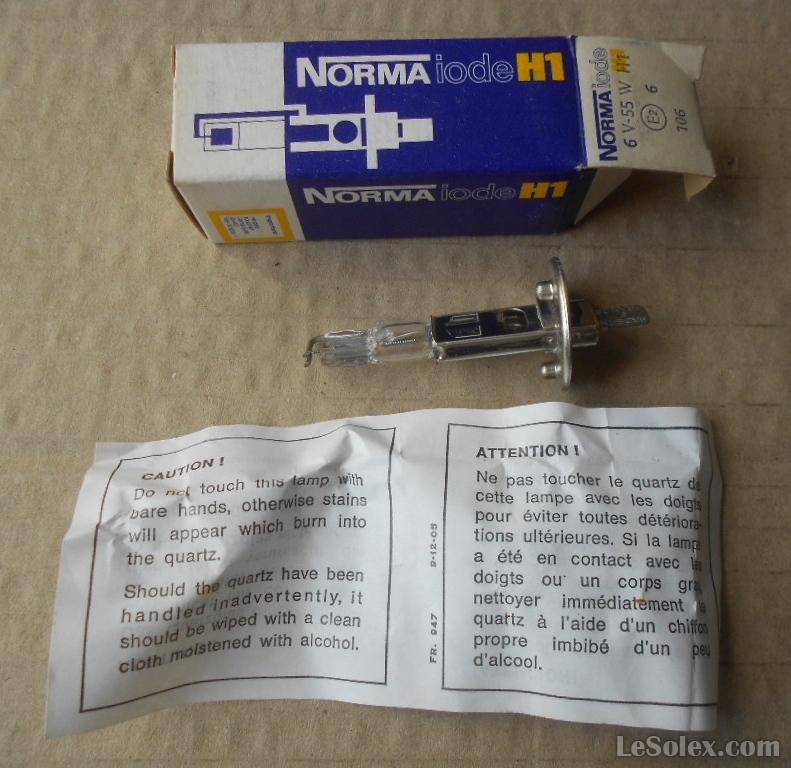 NORMA iode H1
NORMA iode H1
NORMA iode
6 V-55 W H1
E2 6
106
CAUTION !
Do not touch this lamp with
bare hands, otherwise stains
will appear which burn into
the quartz.
Should the quartz have been
handled inadvertently, it
should be wiped with a clean
cloth moistened with alcohol.
FR. 947 9-12-05
ATTENTION !
Ne pas toucher le quartz de
cette lampe avec les doigts
pour éviter toutes détériora-
tions ultérieures. Si la lampe
a été en contact avec les
doigts ou un corps gras,
nettoyer immédiatement le
quartz à l'aide d'un chiffon
propre imbibé d'un peu
d'alcool.
LeSolex.com